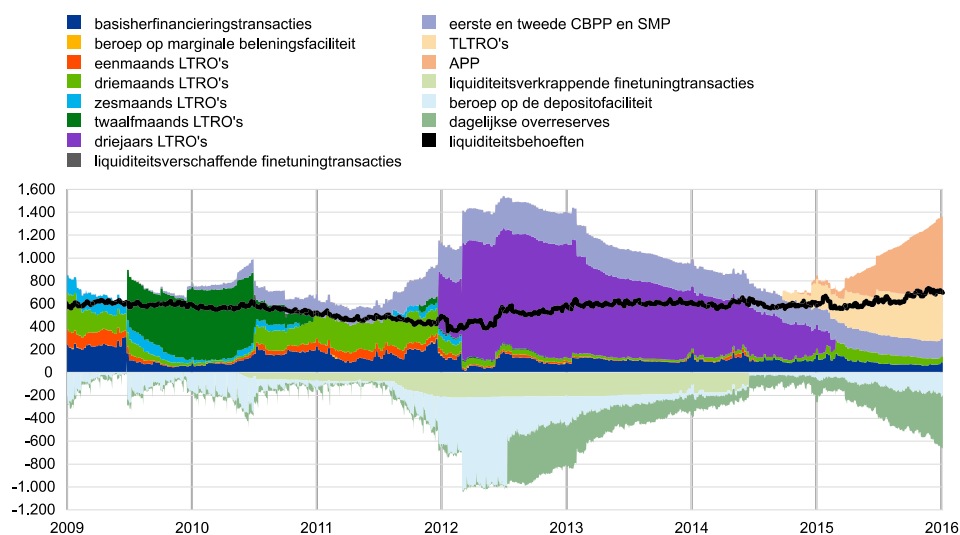 basisherfinancieringstransacties
beroep op marginale beleningsfaciliteit
eenmaands LTRO's
driemaands LTRO's
zesmaands LTRO's
twaalfmaands LTRO's
driejaars LTRO's
liquiditeitsverschaffende finetuningtransacties
eerste en tweede CBPP en SMP
TLTRO's
APP
liquiditeitsverkrappende finetuningtransacties
beroep op de depositofaciliteit
dagelijkse overreserves
liquiditeitsbehoeften
1.600
1.400
1.200
1.000
800
600
400
200
0
-200
-400
-600
-800
-1.000
-1.200
2009 2010 2011 2012 2013 2014 2015 2016